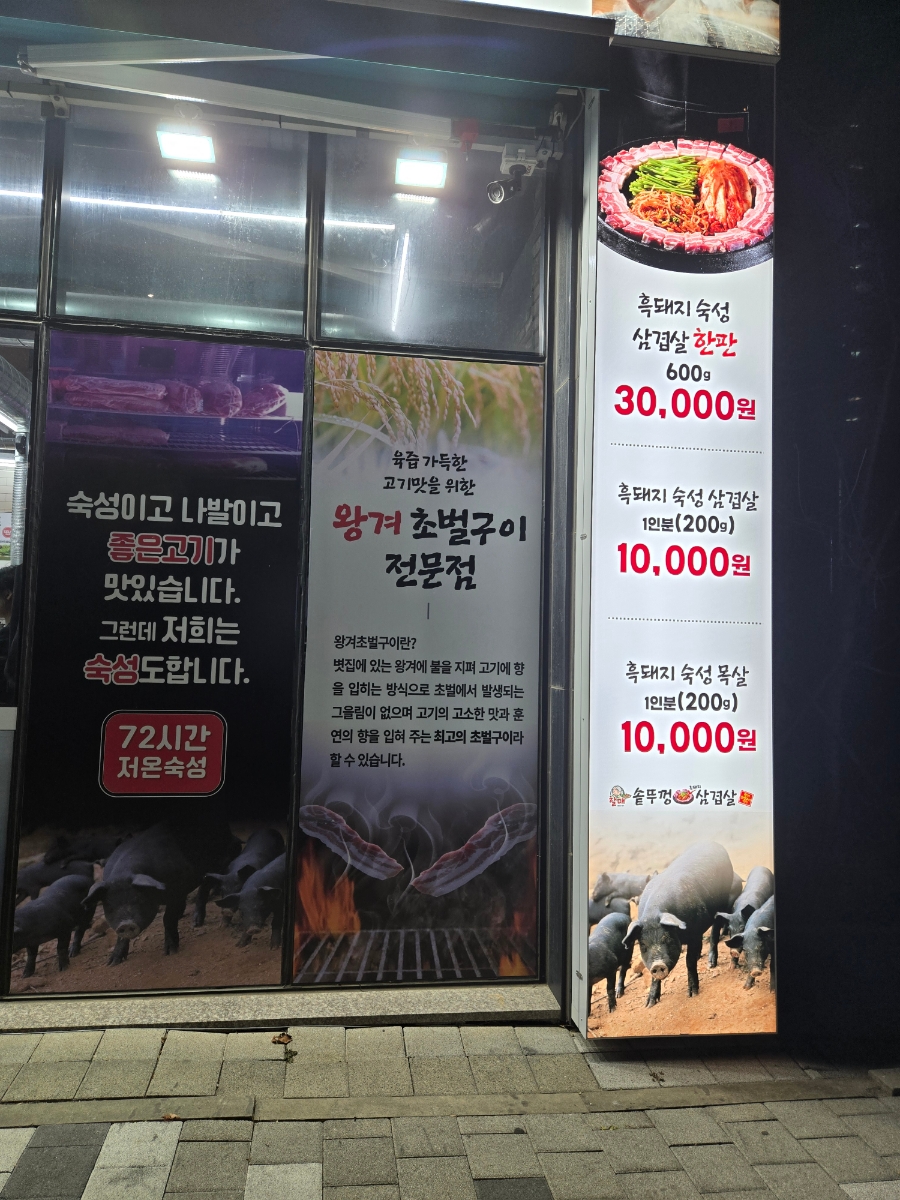 숙성이고 나발이고
좋은고기가
맛있습니다.
그런데 저희는
숙성도합니다.
72시간
저온숙성
육즙 가득한
고기맛을 위한
왕겨 초벌구이
전문점
왕겨초벌구이란?
볏집에 있는 왕겨에 불을 지펴 고기에 향
을 입히는 방식으로 초벌에서 발생되는
그을림이 없으며 고기의 고소한 맛과 훈
연의 향을 입혀 주는 최고의 초벌구이라
할 수 있습니다.
흑돼지 숙성
삼겹살 한판
600g
30,000원
흑돼지 숙성 삼겹살
1인분(200g)
10,000원
흑돼지 숙성 목살
1인분(200g)
10,000원
솥뚜껑 삼겹살